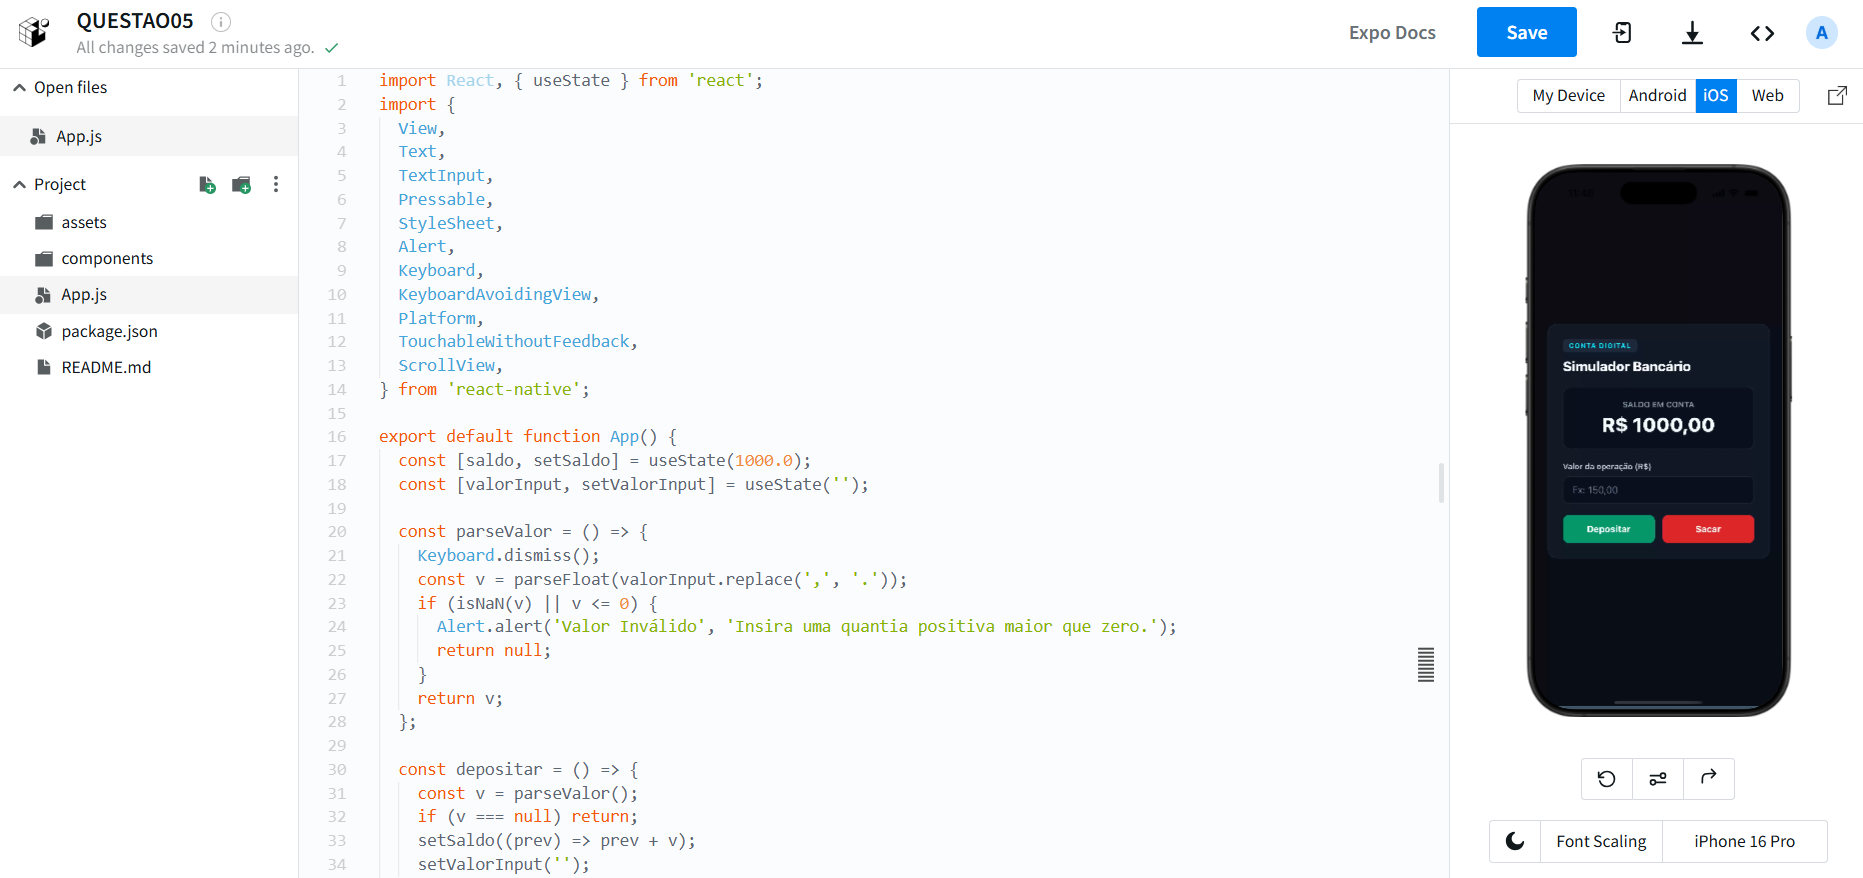 QUESTAO05
All changes saved 2 minutes ago.
Expo Docs
Save
A
Open files
App.js
Project
assets
components
App.js
package.json
README.md
1 import React, { useState } from 'react';
2 import {
3 View,
4 Text,
5 TextInput,
6 Pressable,
7 StyleSheet,
8 Alert,
9 Keyboard,
10 KeyboardAvoidingView,
11 Platform,
12 TouchableWithoutFeedback,
13 ScrollView,
14 } from 'react-native';
15
16 export default function App() {
17 const [saldo, setSaldo] = useState(1000.0);
18 const [valorInput, setValorInput] = useState('');
19
20 const parseValor = () => {
21 Keyboard.dismiss();
22 const v = parseFloat(valorInput.replace(',', '.'));
23 if (isNaN(v) || v <= 0) {
24 Alert.alert('Valor Inválido', 'Insira uma quantia positiva maior que zero.');
25 return null;
26 }
27 return v;
28 };
29
30 const depositar = () => {
31 const v = parseValor();
32 if (v === null) return;
33 setSaldo((prev) => prev + v);
34 setValorInput('');
My Device
Android
iOS
Web
CONTA DIGITAL
Simulador Bancário
SALDO EM CONTA
R$ 1000,00
Valor da operação (R$)
Ex: 150,00
Depositar
Sacar
Font Scaling
iPhone 16 Pro